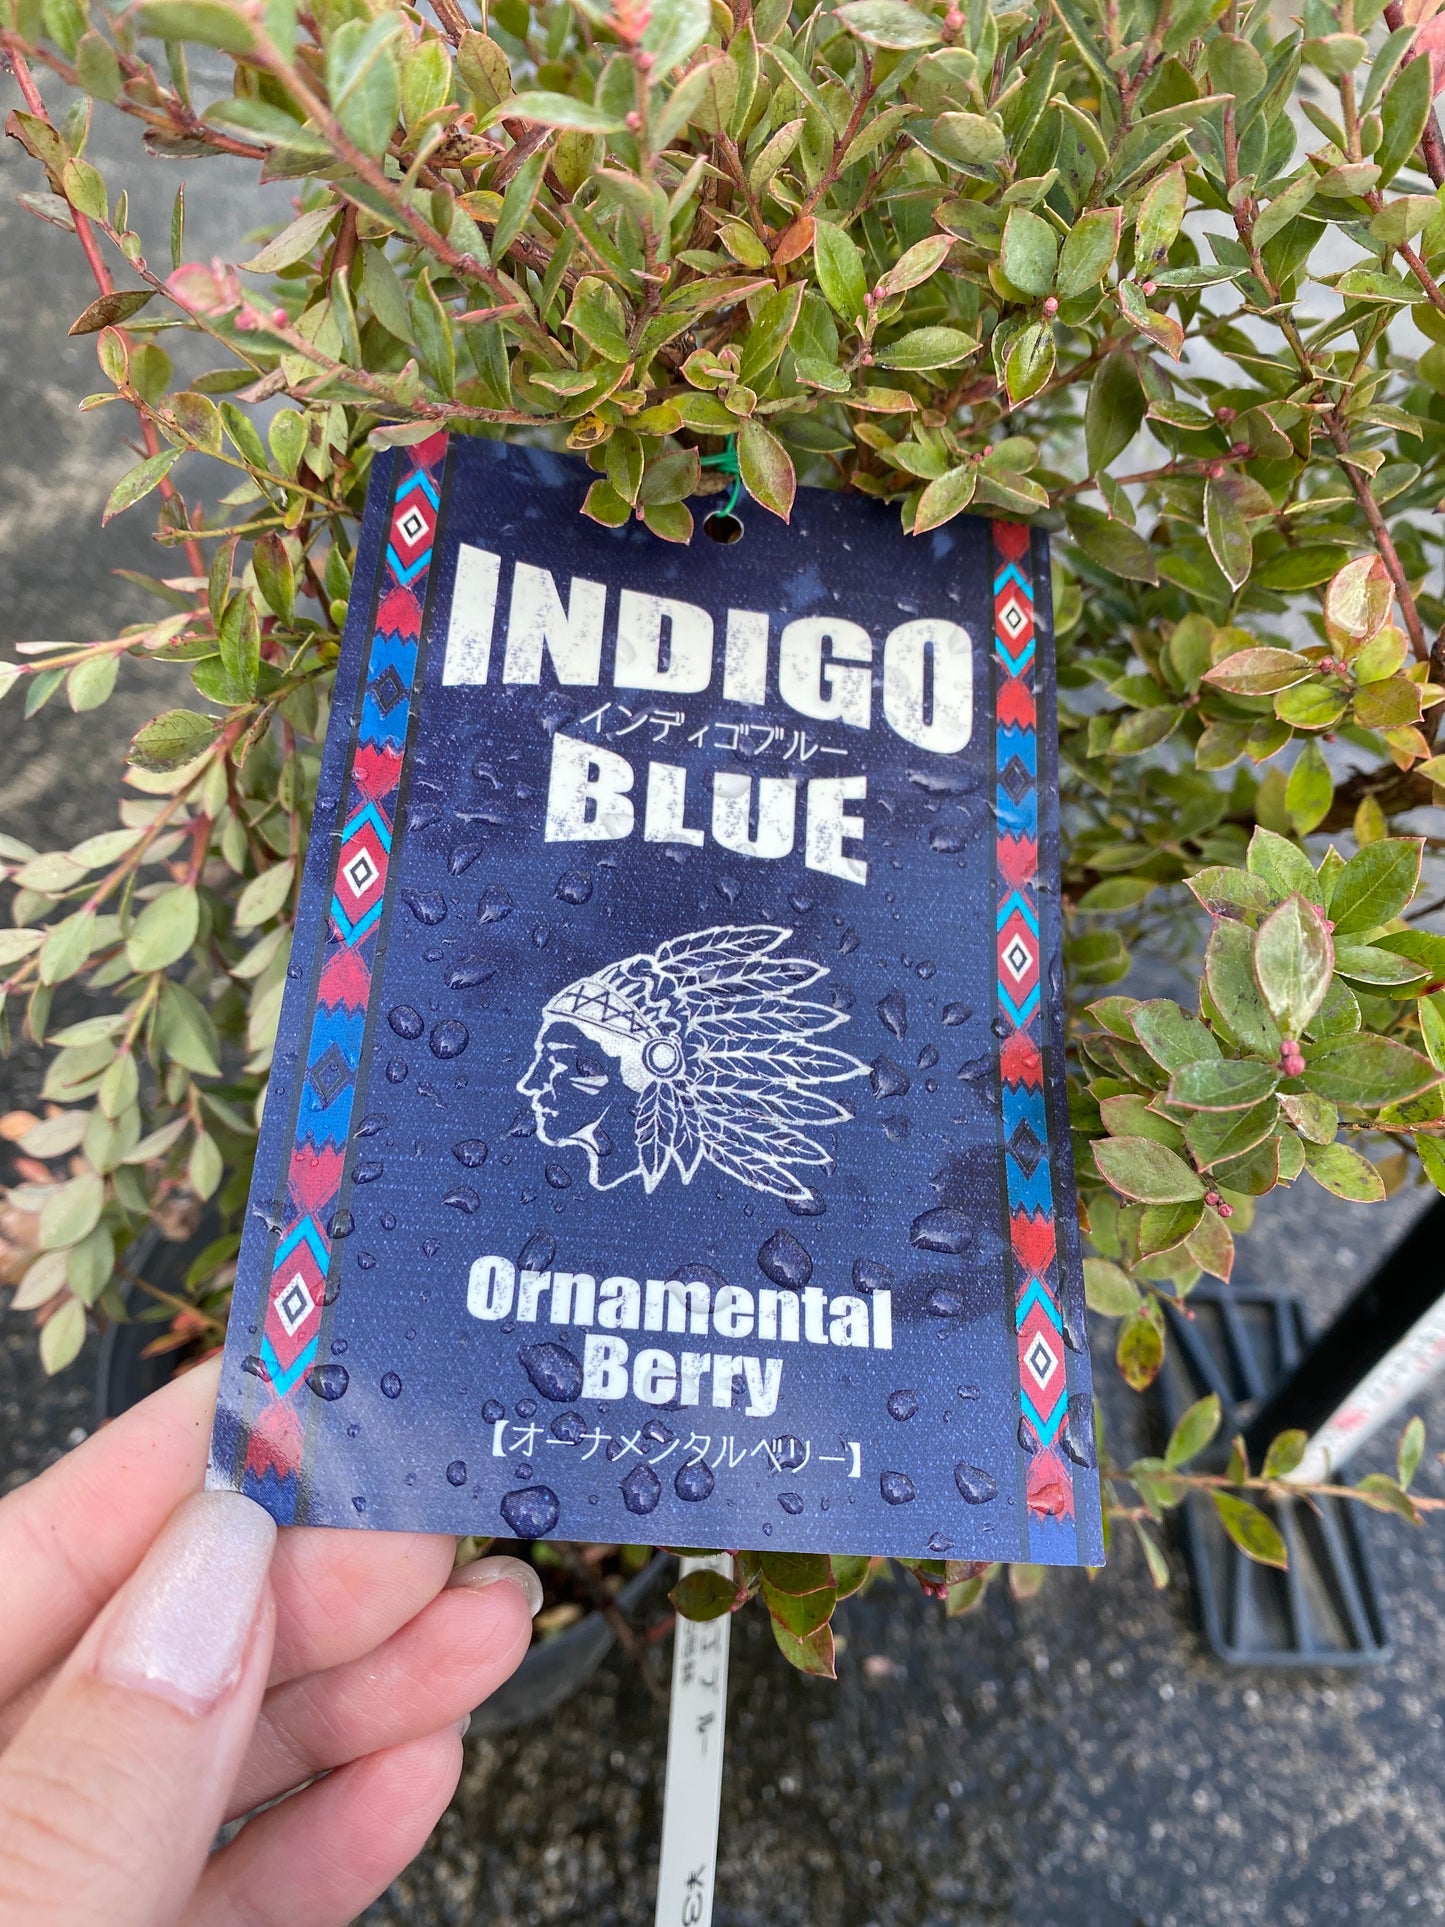 INDIGO
インディゴブルー
BLUE
Ornamental
Berry
【オーナメンタルベリー】